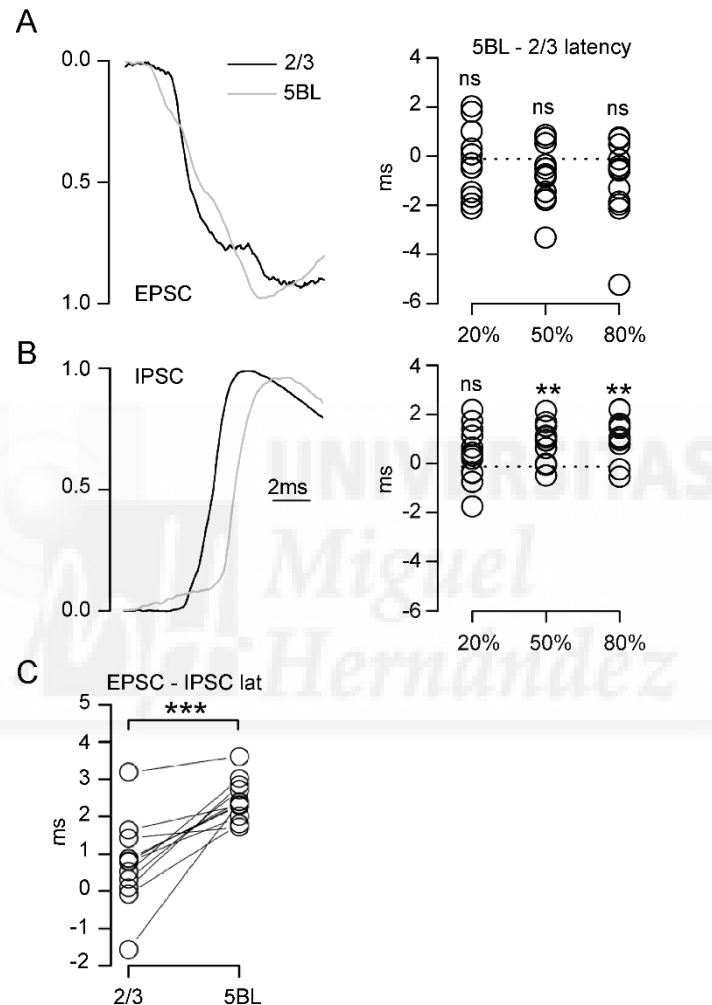 A
5BL - 2/3 latency
0.0
0.5
1.0
2/3
5BL
EPSC
4
2
0
-2
-4
-6
ms
ns
ns
ns
20%
50%
80%
B
IPSC
1.0
0.5
0.0
2ms
4
2
0
-2
-4
-6
ms
ns
**
**
20%
50%
80%
UNIVERSITAS
Miguel
Hernández
C
EPSC - IPSC lat
***
5
4
3
2
1
0
-1
-2
ms
2/3
5BL